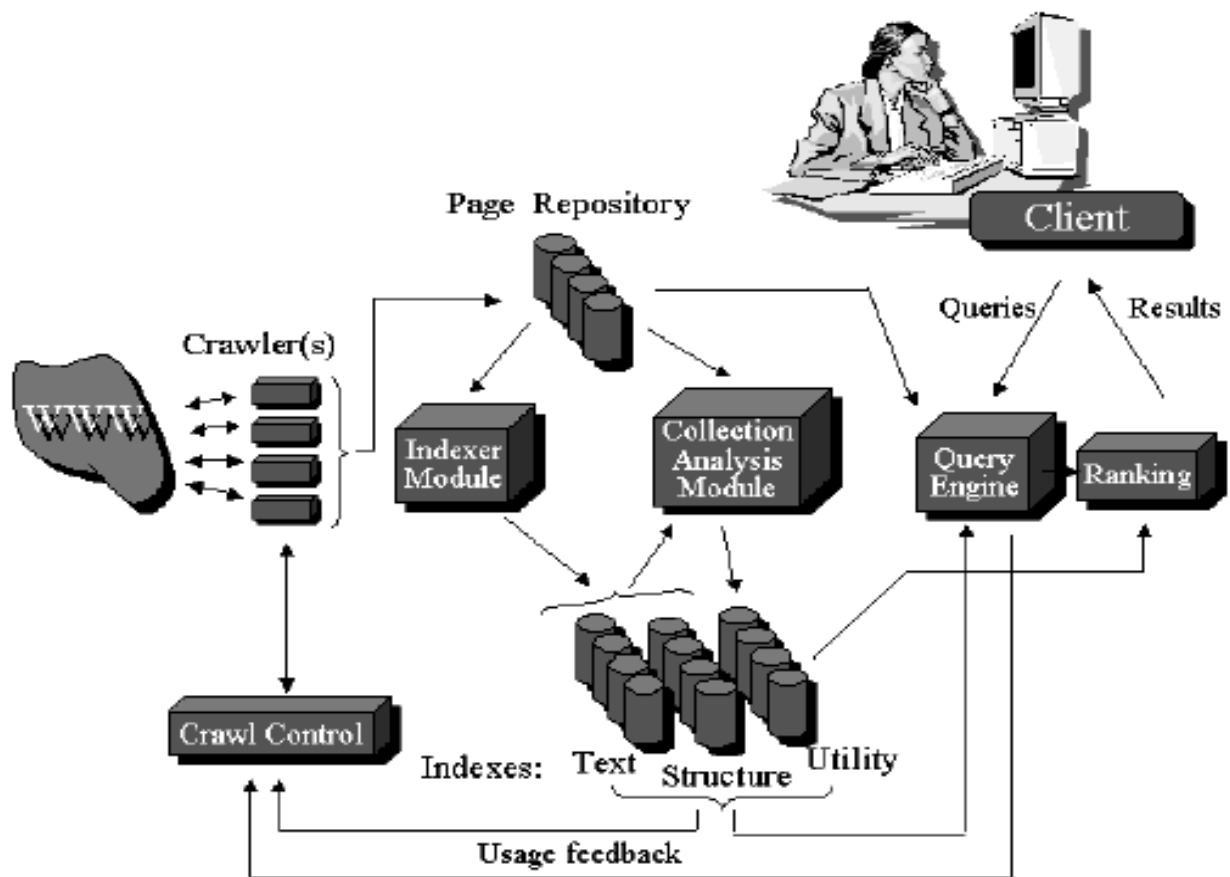 Page Repository
Client
Queries
Results
Crawler(s)
WWW
Indexer
Module
Collection
Analysis
Module
Query
Engine
Ranking
Crawl Control
Indexes:
Text
Structure
Utility
Usage feedback